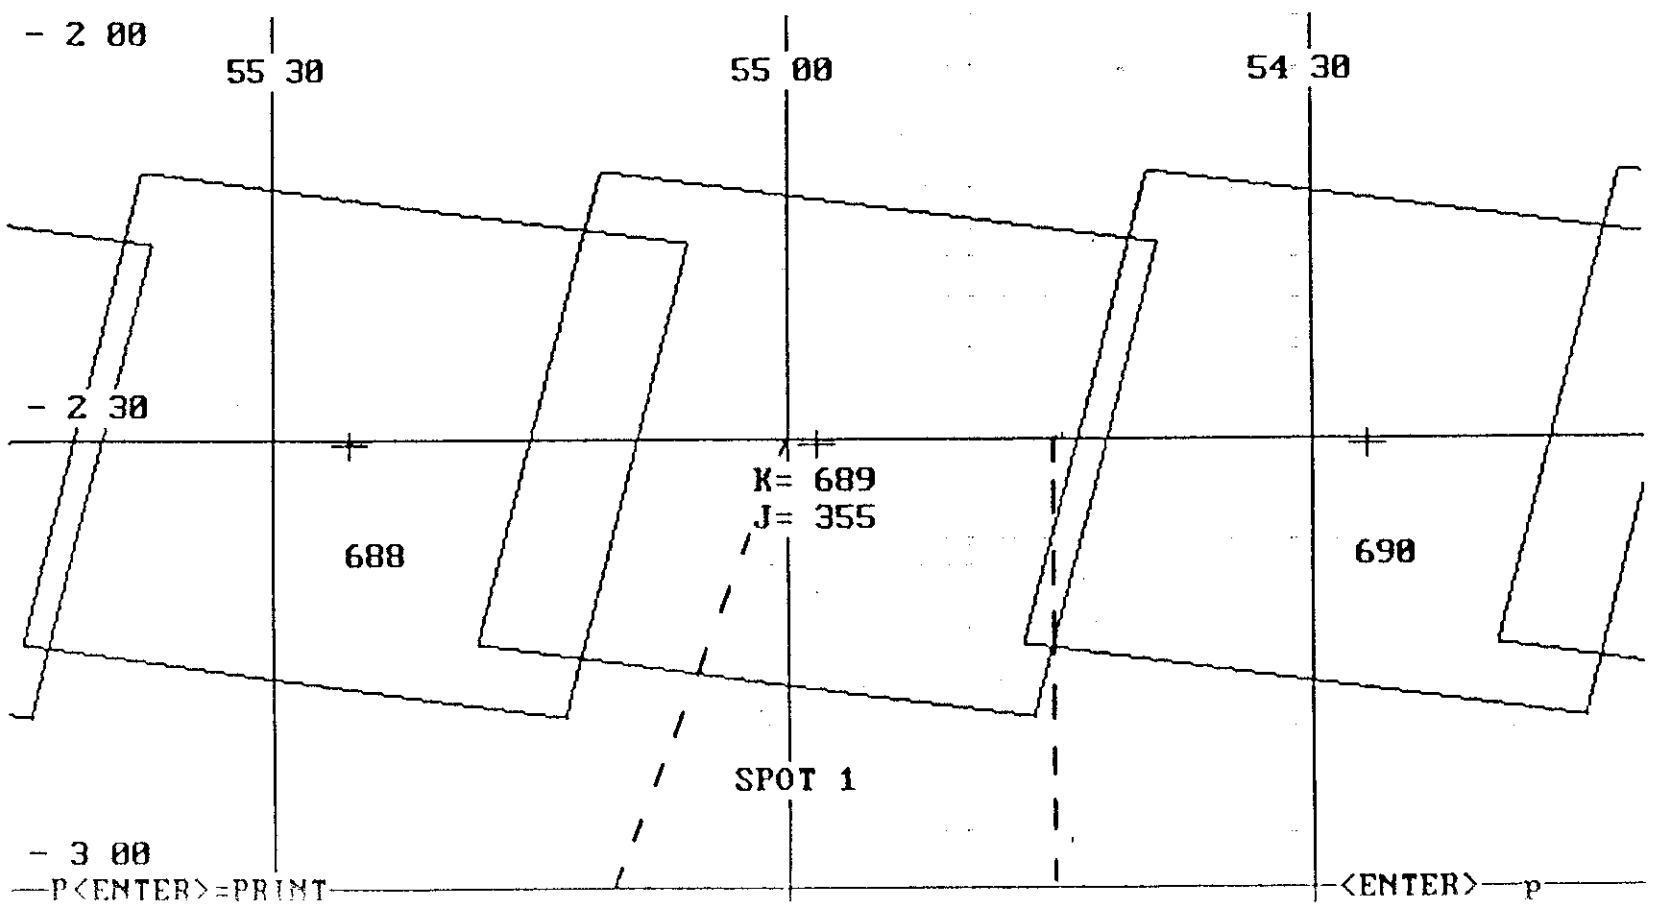 - 2 00
55 30
55 00
54 30
- 2 30
K= 689
J= 355
688
690
SPOT 1
- 3 00
P<ENTER>=PRINT
<ENTER> p